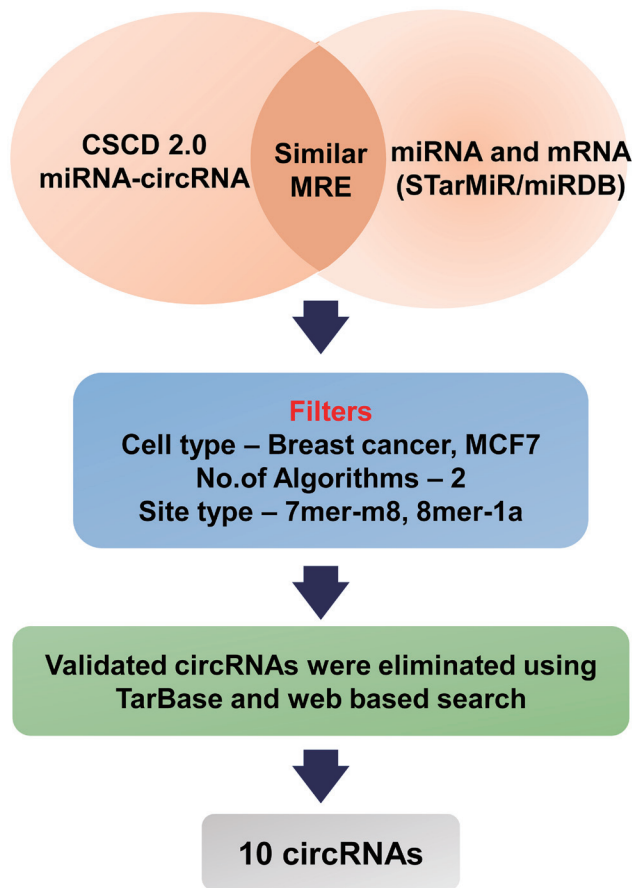 CSCD 2.0
miRNA-circRNA
Similar
MRE
miRNA and mRNA
(STarMiR/miRDB)
Filters
Cell type – Breast cancer, MCF7
No.of Algorithms – 2
Site type – 7mer-m8, 8mer-1a
Validated circRNAs were eliminated using
TarBase and web based search
10 circRNAs